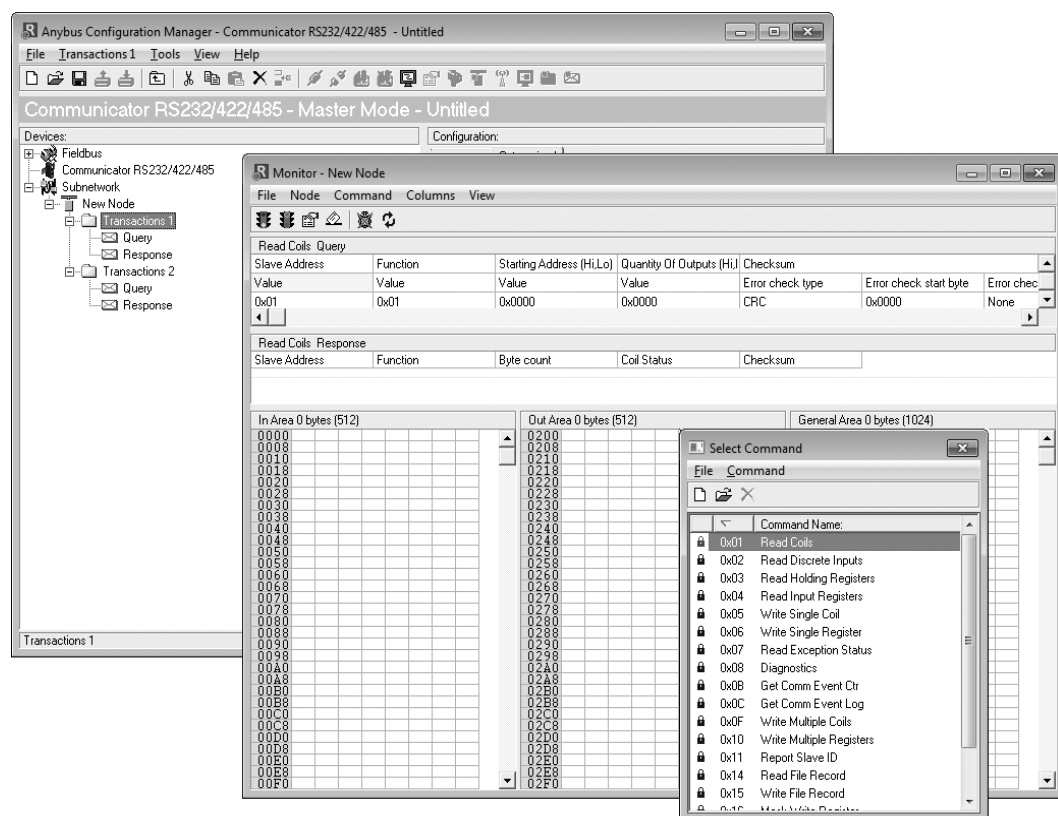 Anybus Configuration Manager - Communicator RS232/422/485 - Untitled
File Transactions 1 Tools View Help
Communicator RS232/422/485 - Master Mode - Untitled
Devices:
Configuration:
Fieldbus
Communicator RS232/422/485
Subnetwork
New Node
Transactions 1
Query
Response
Transactions 2
Query
Response
Transactions 1
Monitor - New Node
File Node Command Columns View
Read Coils Query
Slave Address Function Starting Address (Hi,Lo) Quantity Of Outputs (Hi,l Checksum
Value Value Value Value Error check type Error check start byte Error chec
0x01 0x01 0x0000 0x0000 CRC 0x0000 None
Read Coils Response
Slave Address Function Byte count Coil Status Checksum
In Area 0 bytes (512) Out Area 0 bytes (512) General Area 0 bytes (1024)
0000 0200
0008 0208
0010 0210
0018 0218
0020 0220
0028 0228
0030 0230
0038 0238
0040 0240
0048 0248
0050 0250
0058 0258
0060 0260
0068 0268
0070 0270
0078 0278
0080 0280
0088 0288
0090 0290
0098 0298
00A0 02A0
00A8 02A8
00B0 02B0
00B8 02B8
00C0 02C0
00C8 02C8
00D0 02D0
00D8 02D8
00E0 02E0
00E8 02E8
00F0 02F0
Select Command
File Command
Command Name:
0x01 Read Coils
0x02 Read Discrete Inputs
0x03 Read Holding Registers
0x04 Read Input Registers
0x05 Write Single Coil
0x06 Write Single Register
0x07 Read Exception Status
0x08 Diagnostics
0x0B Get Comm Event Ctr
0x0C Get Comm Event Log
0x0F Write Multiple Coils
0x10 Write Multiple Registers
0x11 Report Slave ID
0x14 Read File Record
0x15 Write File Record